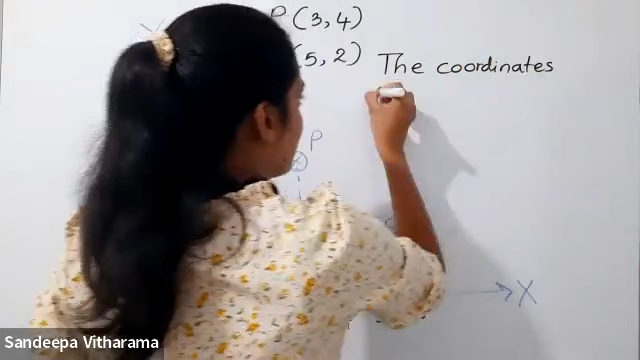 P (3, 4)
(5, 2) The coordinates
P
X
Sandeepa Vitharama